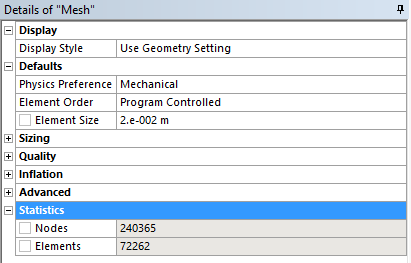 Details of "Mesh"
Display
Display Style Use Geometry Setting
Defaults
Physics Preference Mechanical
Element Order Program Controlled
Element Size 2.e-002 m
Sizing
Quality
Inflation
Advanced
Statistics
Nodes 240365
Elements 72262